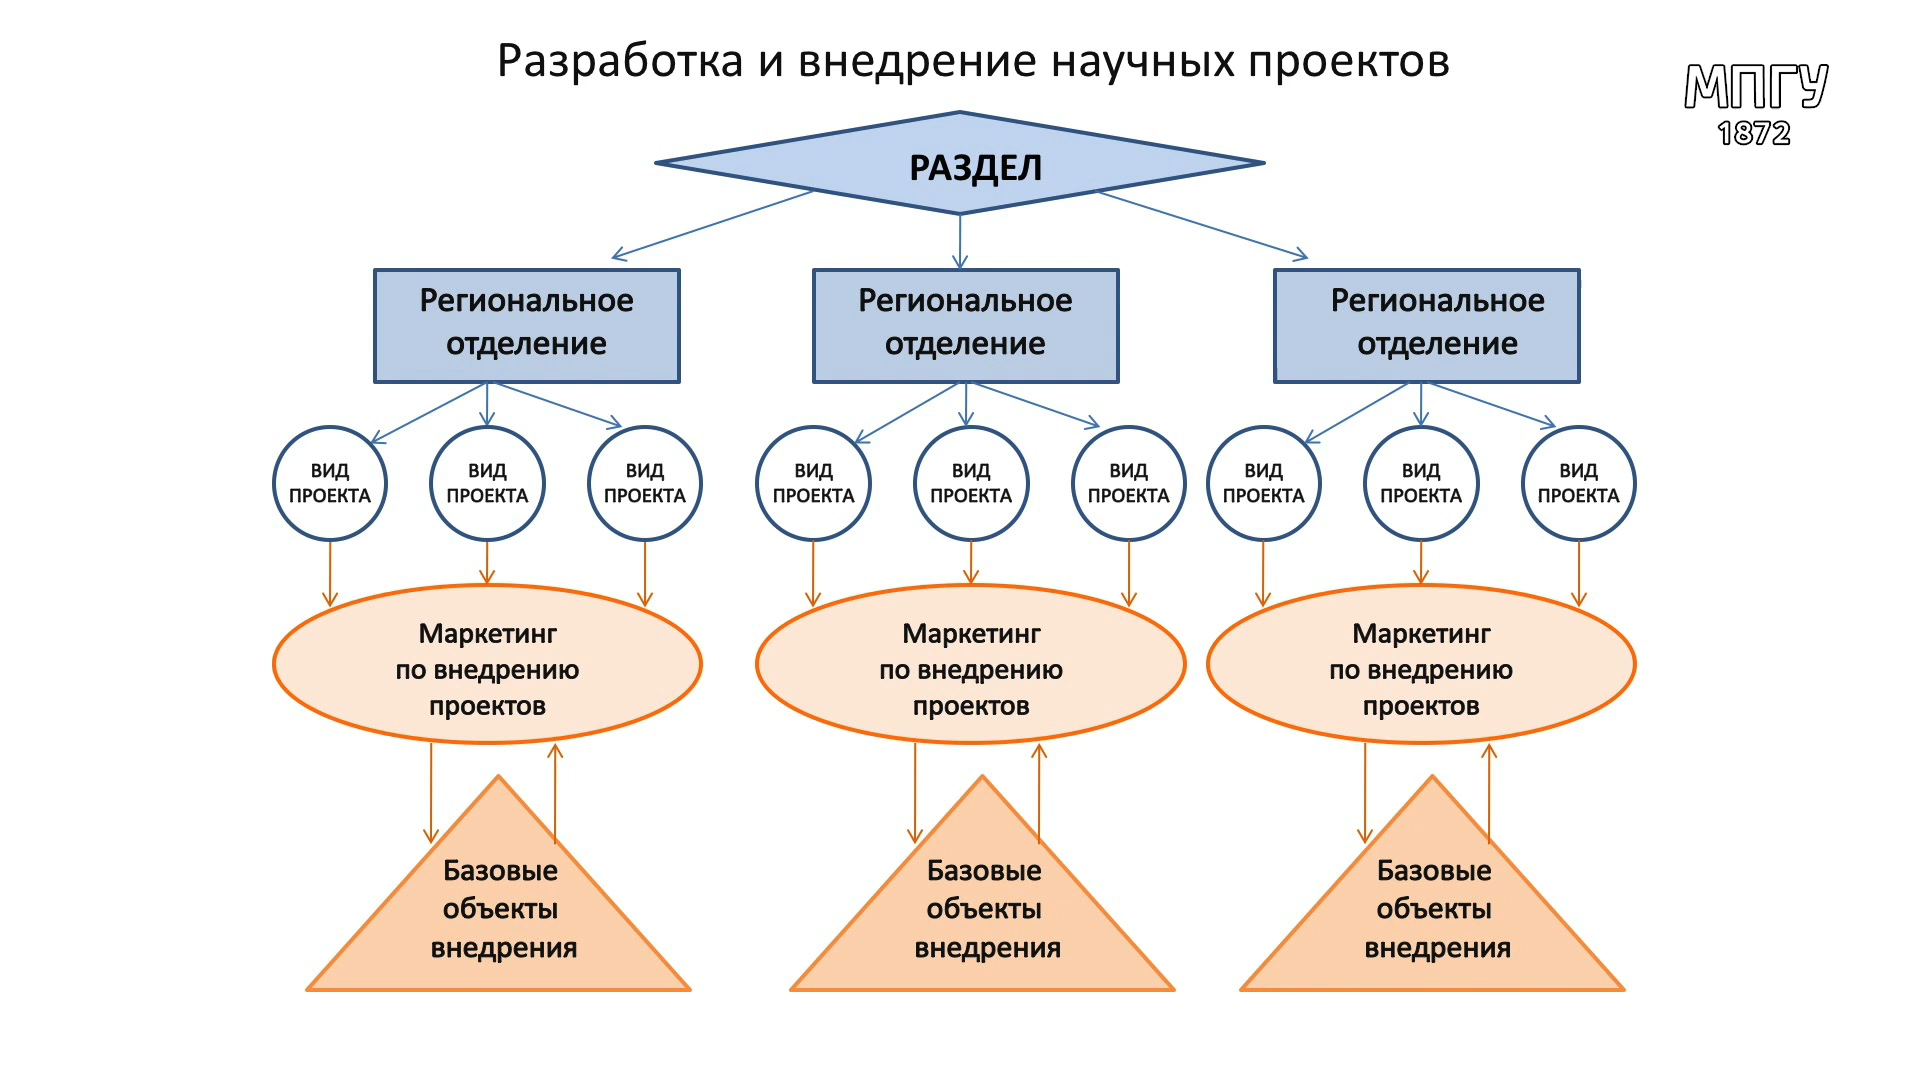 Разработка и внедрение научных проектов
МПГУ
1872
РАЗДЕЛ
Региональное
отделение
Региональное
отделение
Региональное
отделение
ВИД
ПРОЕКТА
ВИД
ПРОЕКТА
ВИД
ПРОЕКТА
ВИД
ПРОЕКТА
ВИД
ПРОЕКТА
ВИД
ПРОЕКТА
ВИД
ПРОЕКТА
ВИД
ПРОЕКТА
ВИД
ПРОЕКТА
Маркетинг
по внедрению
проектов
Маркетинг
по внедрению
проектов
Маркетинг
по внедрению
проектов
Базовые
объекты
внедрения
Базовые
объекты
внедрения
Базовые
объекты
внедрения